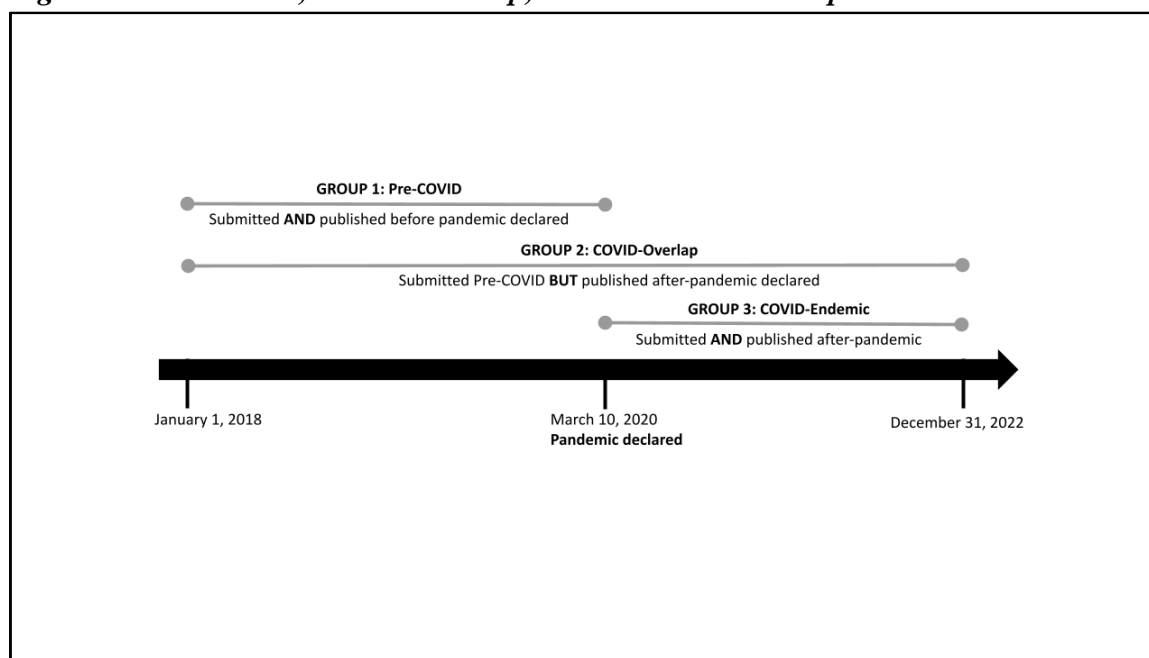 GROUP 1: Pre-COVID
Submitted AND published before pandemic declared
GROUP 2: COVID-Overlap
Submitted Pre-COVID BUT published after-pandemic declared
GROUP 3: COVID-Endemic
Submitted AND published after-pandemic
January 1, 2018
March 10, 2020
Pandemic declared
December 31, 2022